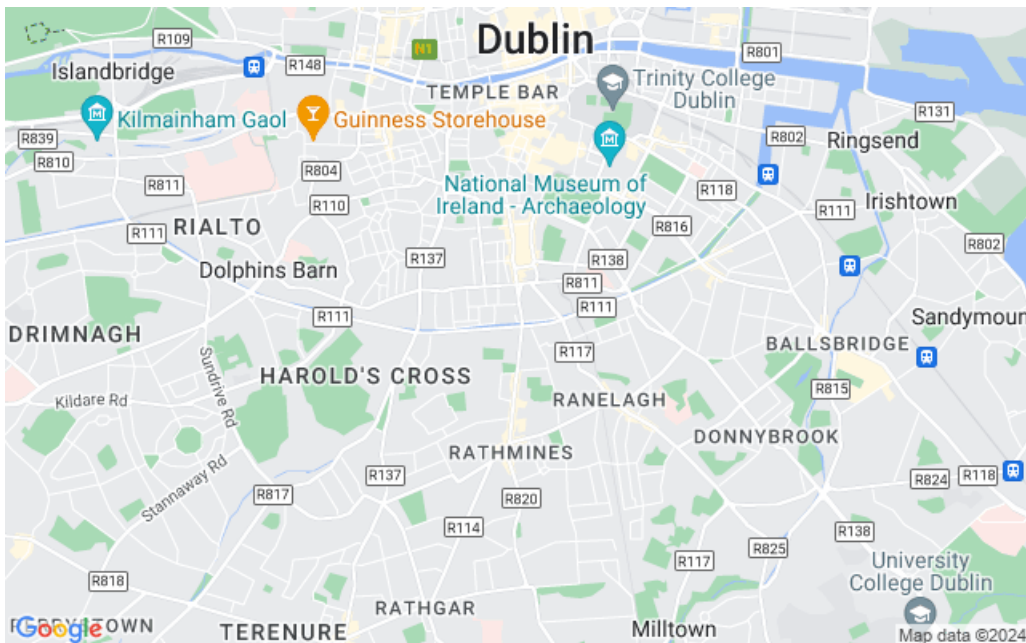 Dublin
R109
N1
R801
Islandbridge
R148
Trinity College
Dublin
TEMPLE BAR
Kilmainham Gaol
Guinness Storehouse
R131
R839
R802
Ringsend
R810
R804
National Museum of
Ireland - Archaeology
R811
R118
Irishtown
R110
R111
R111
RIALTO
R816
R802
R137
R138
Dolphins Barn
R811
R111
R111
Sandymoun
DRIMNAGH
BALLSBRIDGE
R117
Sundrive Rd
HAROLD'S CROSS
R815
Kildare Rd
RANELAGH
DONNYBROOK
RATHMINES
Stannaway Rd
R137
R824
R118
R817
R820
R114
R138
R825
R117
University
College Dublin
R818
RATHGAR
Google
TERENURE
Milltown
Map data ©2024